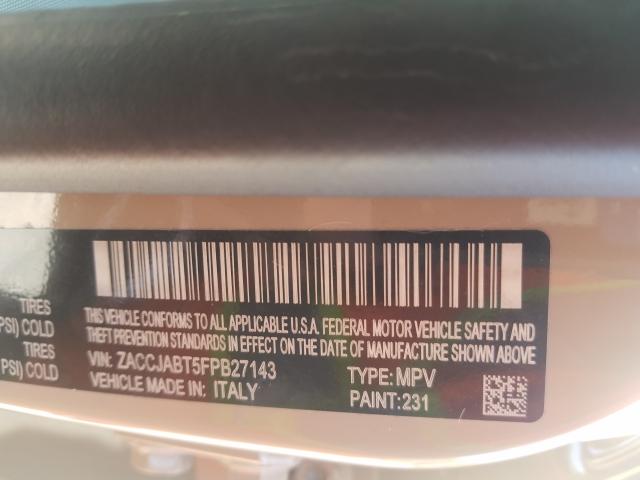 TIRES
PSI) COLD
TIRES
PSI) COLD
THIS VEHICLE CONFORMS TO ALL APPLICABLE U.S.A. FEDERAL MOTOR VEHICLE SAFETY AND
THEFT PREVENTION STANDARDS IN EFFECT ON THE DATE OF MANUFACTURE SHOWN ABOVE
VIN: ZACCJABT5FPB27143 TYPE: MPV
VEHICLE MADE IN: ITALY PAINT: 231